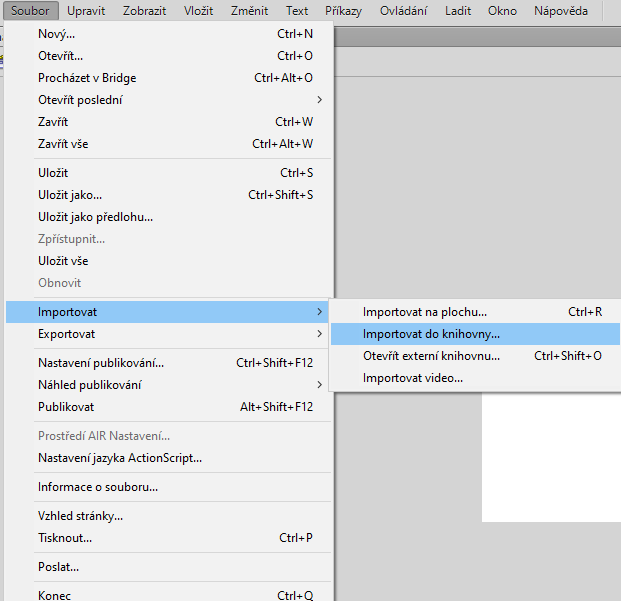 Soubor Upravit Zobrazit Vložit Změnit Text Příkazy Ovládání Ladit Okno Nápověda
Nový... Ctrl+N
Otevřít... Ctrl+O
Procházet v Bridge Ctrl+Alt+O
Otevřít poslední
Zavřít Ctrl+W
Zavřít vše Ctrl+Alt+W
Uložit Ctrl+S
Uložit jako... Ctrl+Shift+S
Uložit jako předlohu...
Zpřístupnit...
Uložit vše
Obnovit
Importovat
Exportovat
Nastavení publikování... Ctrl+Shift+F12
Náhled publikování
Publikovat Alt+Shift+F12
Prostředí AIR Nastavení...
Nastavení jazyka ActionScript...
Informace o souboru...
Vzhled stránky...
Tisknout... Ctrl+P
Poslat...
Konec Ctrl+Q
Importovat na plochu... Ctrl+R
Importovat do knihovny...
Otevřít externí knihovnu... Ctrl+Shift+O
Importovat video...